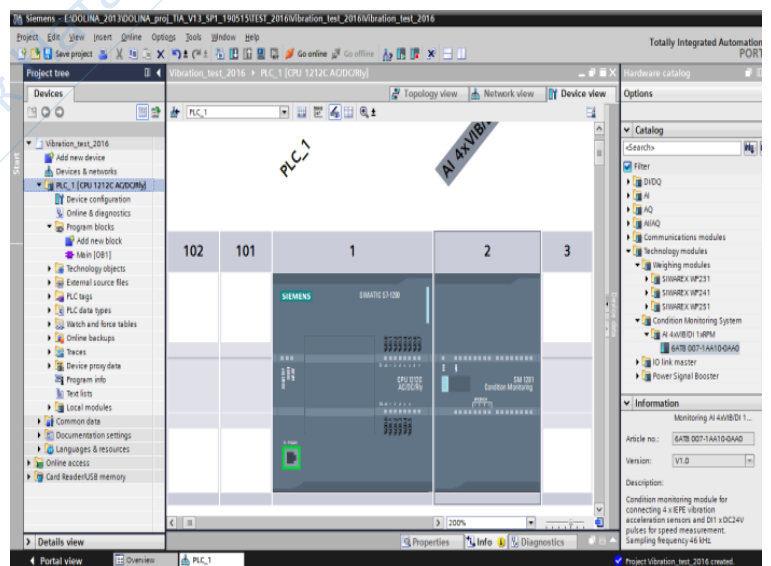 Siemens - E:\DOLINA_2013\DOLINA_proj_TIA_V13_SP1_190515\TEST_2016\Vibration_test_2016\Vibration_test_2016
Project Edit View Insert Online Options Tools Window Help
Totally Integrated Automation
PORT
Save project
Go online
Go offline
Project tree
Vibration_test_2016 PLC_1 [CPU 1212C AC/DC/Rly]
Hardware catalog
Devices
Topology view
Network view
Device view
Options
PLC_1
Start
Vibration_test_2016
Add new device
Devices & networks
PLC_1 [CPU 1212C AC/DC/Rly]
Device configuration
Online & diagnostics
Program blocks
Add new block
Main [OB1]
Technology objects
External source files
PLC tags
PLC data types
Watch and force tables
Online backups
Traces
Device proxy data
Program info
Text lists
Local modules
Common data
Documentation settings
Languages & resources
Online access
Card Reader/USB memory
Details view
PLC_1
AI 4xVIB/
102
101
1
2
3
SIEMENS
SIMATIC S7-1200
CPU 1212C
AC/DC/Rly
SM 1281
Condition Monitoring
200%
Properties
Info
Diagnostics
Catalog
<Search>
Filter
DI/DQ
AI
AQ
AI/AQ
Communications modules
Technology modules
Weighing modules
SIWAREX WP231
SIWAREX WP241
SIWAREX WP251
Condition Monitoring System
AI 4xVIB/DI 1xRPM
6AT8 007-1AA10-0AA0
IO link master
Power Signal Booster
Information
Monitoring AI 4xVIB/DI 1...
Article no.: 6AT8 007-1AA10-0AA0
Version: V1.0
Description:
Condition monitoring module for
connecting 4 x IEPE vibration
acceleration sensors and DI1 x DC24V
pulses for speed measurement.
Sampling frequency 46 kHz.
Portal view
Overview
PLC_1
Project Vibration_test_2016 created.